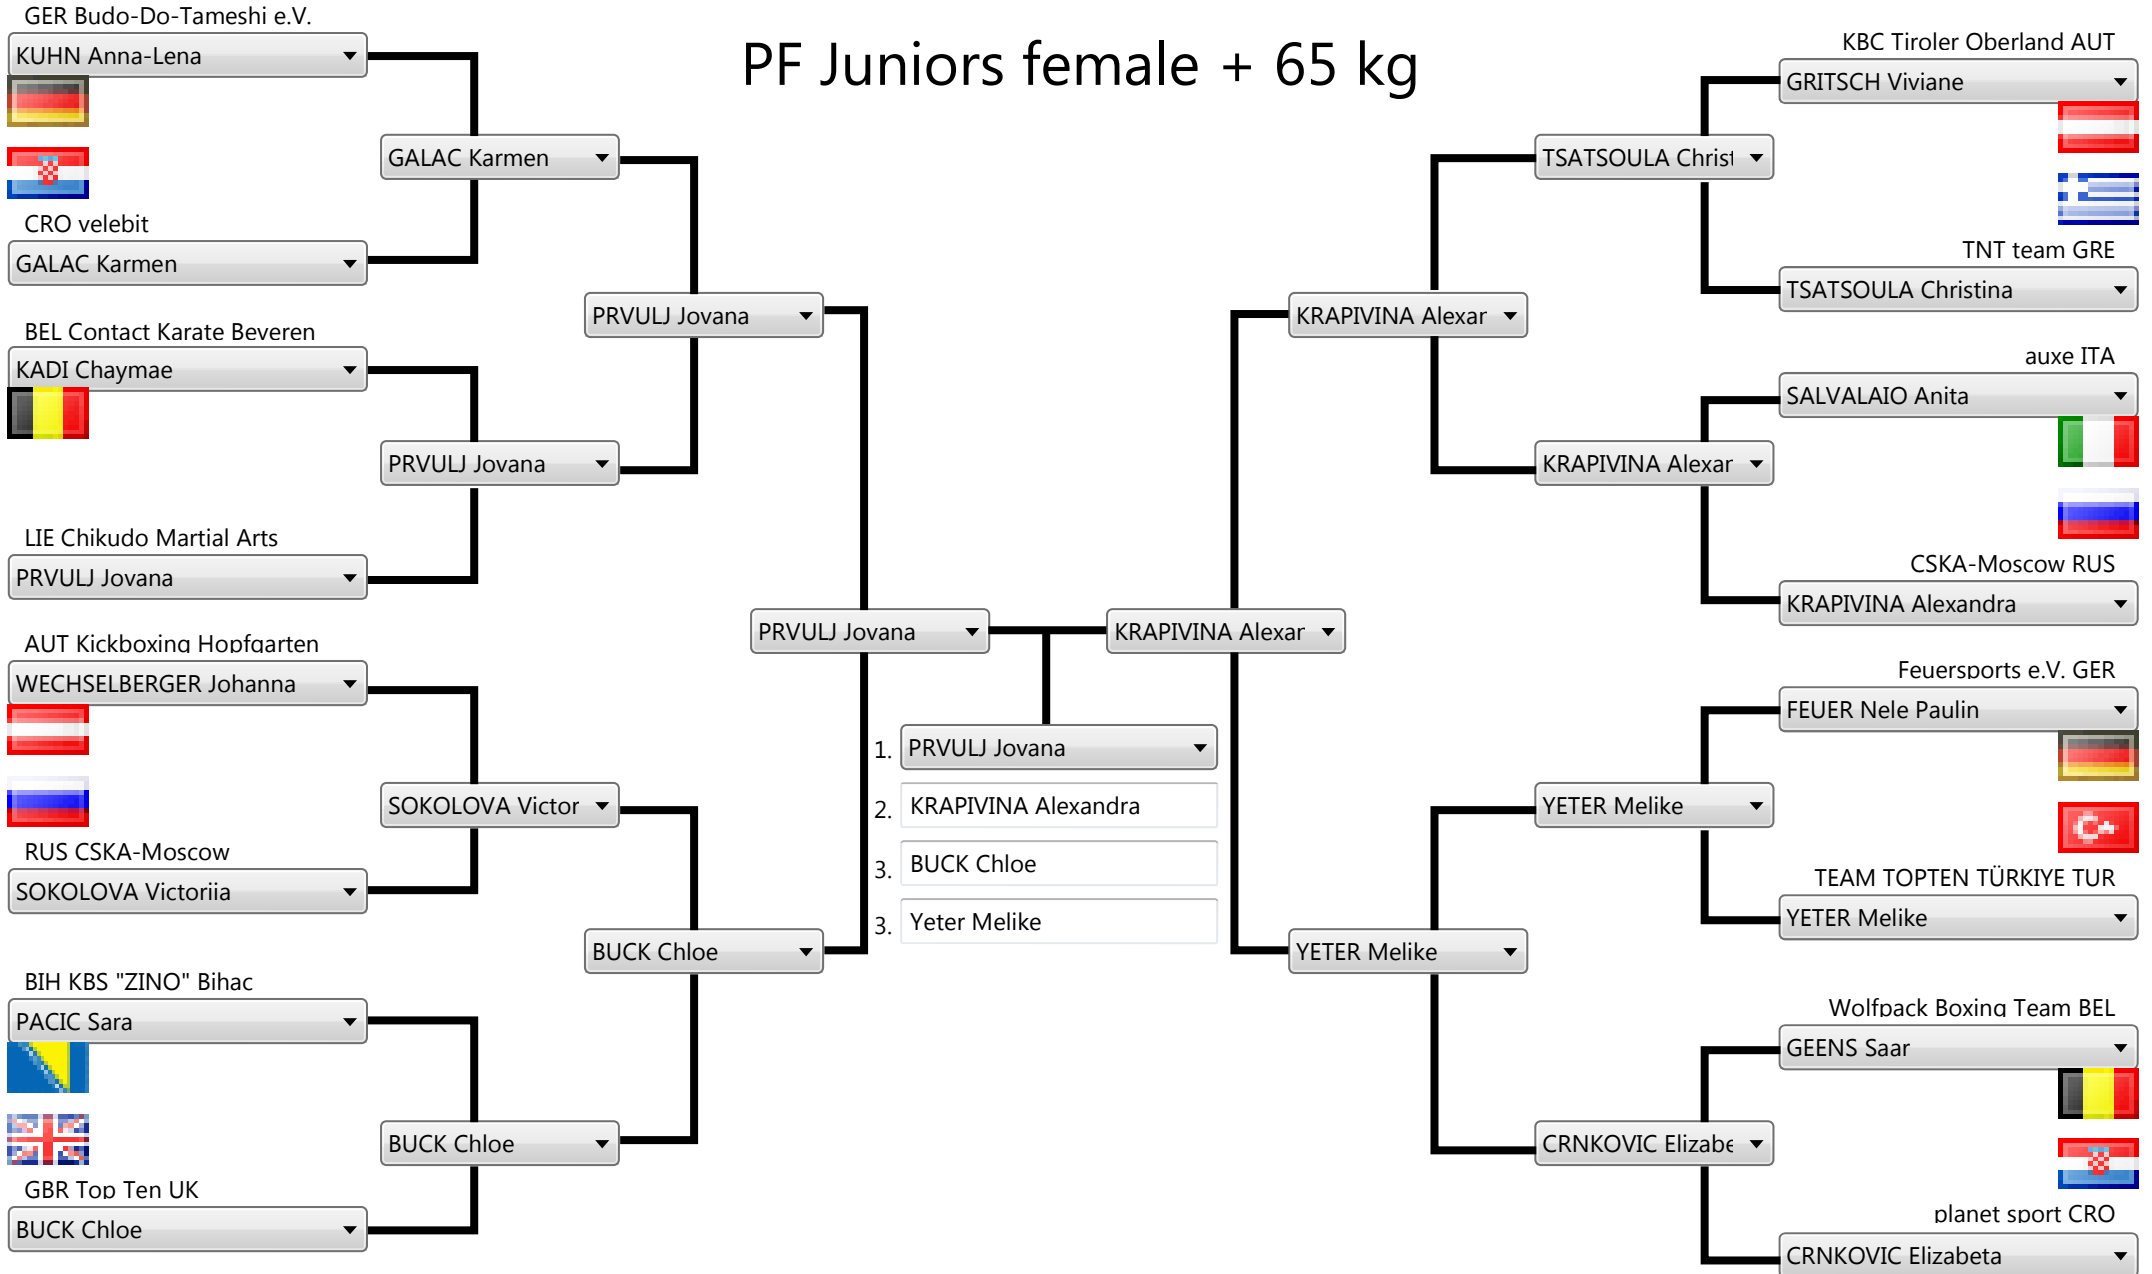 PF Juniors female + 65 kg
GER Budo-Do-Tameshi e.V.
KUHN Anna-Lena
CRO velebit
GALAC Karmen
BEL Contact Karate Beveren
KADI Chaymae
LIE Chikudo Martial Arts
PRVULJ Jovana
AUT Kickboxing Hopfgarten
WECHSELBERGER Johanna
RUS CSKA-Moscow
SOKOLOVA Victoriia
BIH KBS "ZINO" Bihac
PACIC Sara
GBR Top Ten UK
BUCK Chloe
GALAC Karmen
PRVULJ Jovana
SOKOLOVA Victor
BUCK Chloe
PRVULJ Jovana
BUCK Chloe
PRVULJ Jovana
KRAPIVINA Alexar
1. PRVULJ Jovana
2. KRAPIVINA Alexandra
3. BUCK Chloe
3. Yeter Melike
KRAPIVINA Alexar
YETER Melike
TSATSOULA Christ
KRAPIVINA Alexar
YETER Melike
CRNKOVIC Elizabe
KBC Tiroler Oberland AUT
GRITSCH Viviane
TNT team GRE
TSATSOULA Christina
auxe ITA
SALVALAIO Anita
CSKA-Moscow RUS
KRAPIVINA Alexandra
Feuersports e.V. GER
FEUER Nele Paulin
TEAM TOPTEN TÜRKIYE TUR
YETER Melike
Wolfpack Boxing Team BEL
GEENS Saar
planet sport CRO
CRNKOVIC Elizabeta